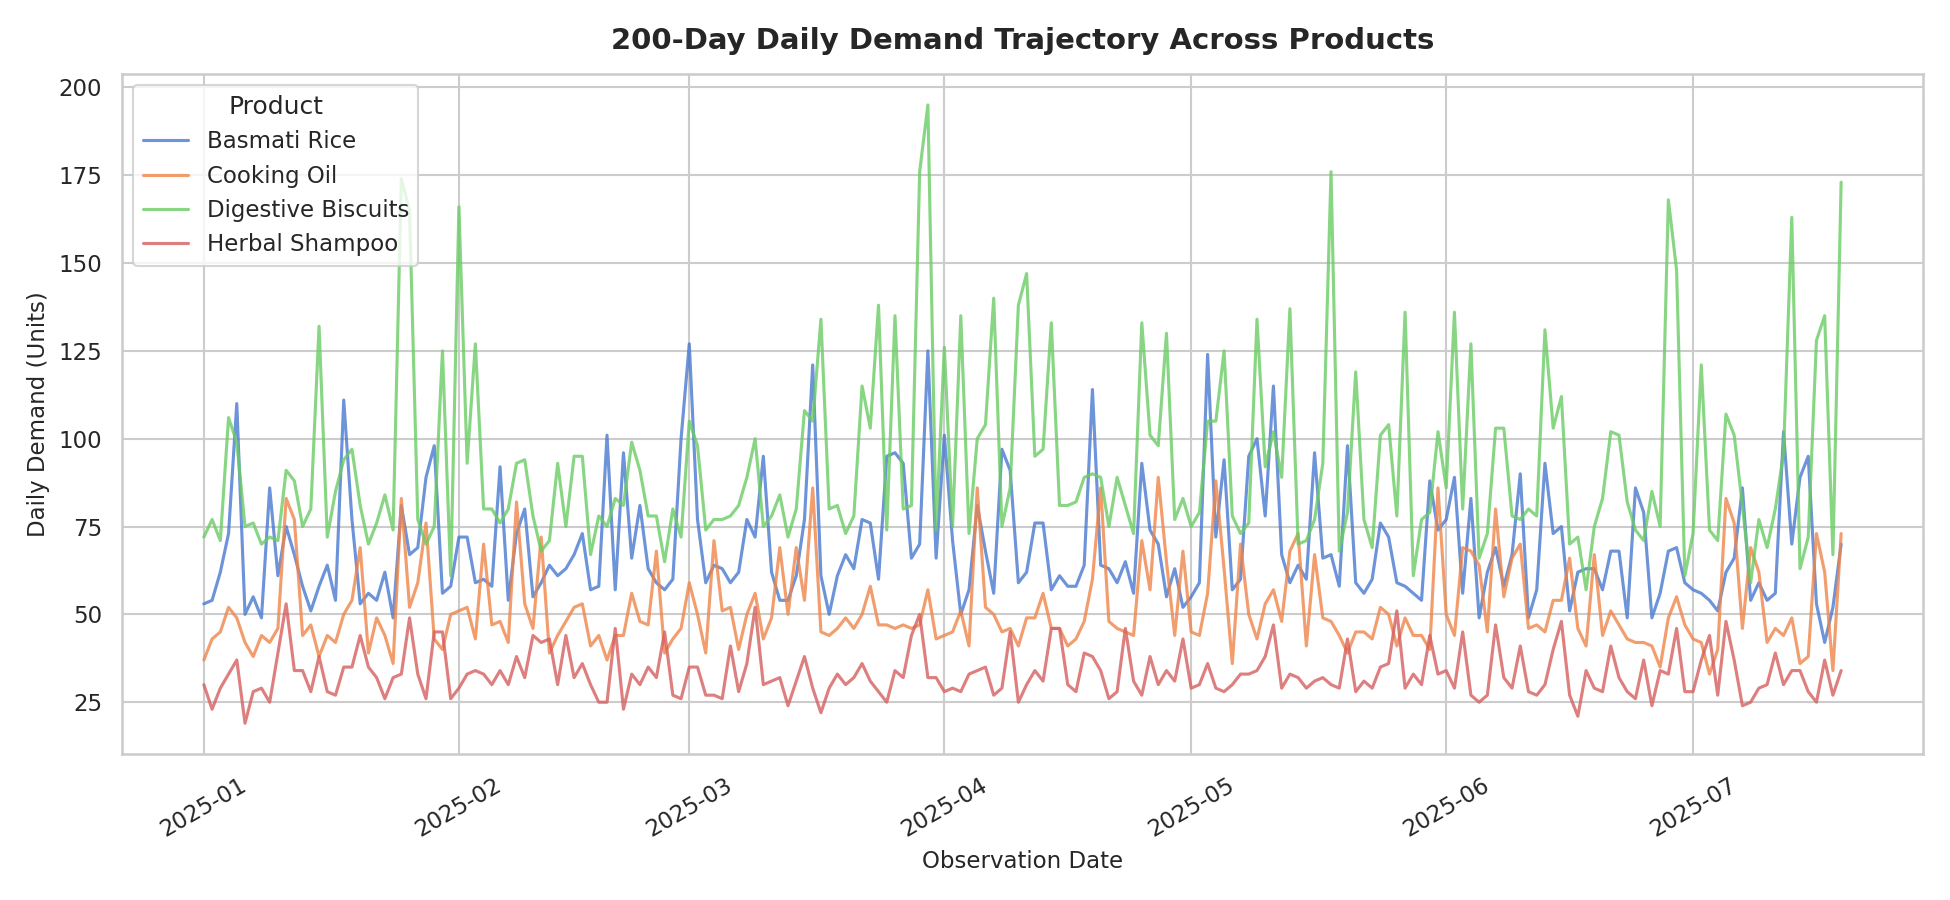 200-Day Daily Demand Trajectory Across Products
Product
Basmati Rice
Cooking Oil
Digestive Biscuits
Herbal Shampoo
Daily Demand (Units)
200
175
150
125
100
75
50
25
2025-01
2025-02
2025-03
2025-04
2025-05
2025-06
2025-07
Observation Date